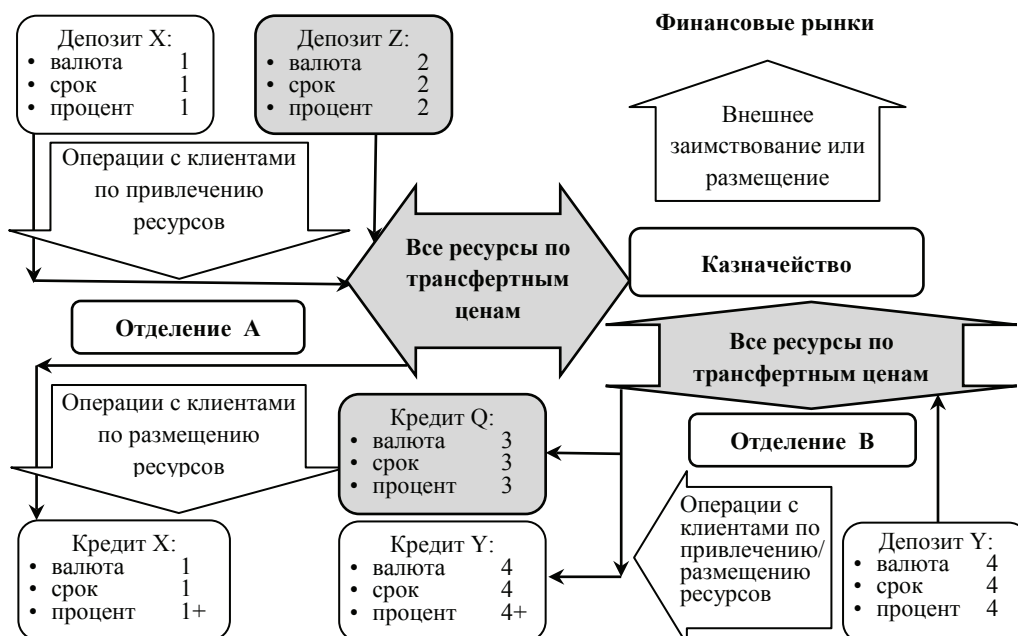 Депозит X:
• валюта 1
• срок 1
• процент 1
Депозит Z:
• валюта 2
• срок 2
• процент 2
Финансовые рынки
Внешнее
заимствование или
размещение
Операции с клиентами
по привлечению
ресурсов
Все ресурсы по
трансфертным
ценам
Казначейство
Отделение А
Все ресурсы по
трансфертным ценам
Операции с клиентами
по размещению
ресурсов
Кредит Q:
• валюта 3
• срок 3
• процент 3
Отделение В
Операции с
клиентами по
привлечению/
размещению
ресурсов
Кредит X:
• валюта 1
• срок 1
• процент 1+
Кредит Y:
• валюта 4
• срок 4
• процент 4+
Депозит Y:
• валюта 4
• срок 4
• процент 4